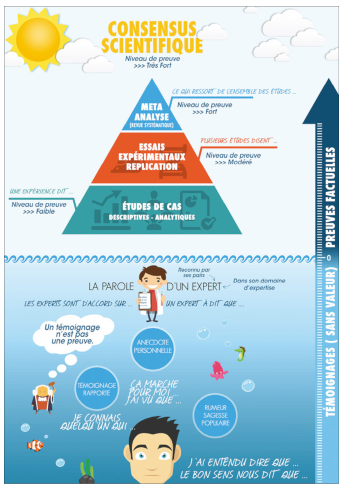 CONSENSUS
SCIENTIFIQUE
Niveau de preuve
>>> Très Fort
CE QUI RESSORT DE L'ENSEMBLE DES ÉTUDES ...
META
ANALYSE
(REVUE SYSTÉMATIQUE)
Niveau de preuve
>>> Fort
PLUSIEURS ÉTUDES DISENT ...
ESSAIS
EXPÉRIMENTAUX
RÉPLICATION
Niveau de preuve
>>> Modéré
UNE EXPÉRIENCE DIT ...
Niveau de preuve
>>> Faible
ÉTUDES DE CAS
DESCRIPTIVES - ANALYTIQUES
PREUVES FACTUELLES
0
TÉMOIGNAGES ( SANS VALEUR)
Reconnu par
ses pairs
LA PAROLE D'UN EXPERT
Dans son domaine
d'expertise
LES EXPERTS SONT D'ACCORD SUR ... UN EXPERT À DIT QUE ...
Un témoignage
n'est pas
une preuve.
ANECDOTE
PERSONNELLE
TÉMOIGNAGE
RAPPORTÉ
ÇA MARCHE
POUR MOI
J'AI VU QUE ...
JE CONNAIS
QUELQU'UN QUI ...
RUMEUR
SAGESSE
POPULAIRE
J'AI ENTENDU DIRE QUE ...
LE BON SENS NOUS DIT QUE ...